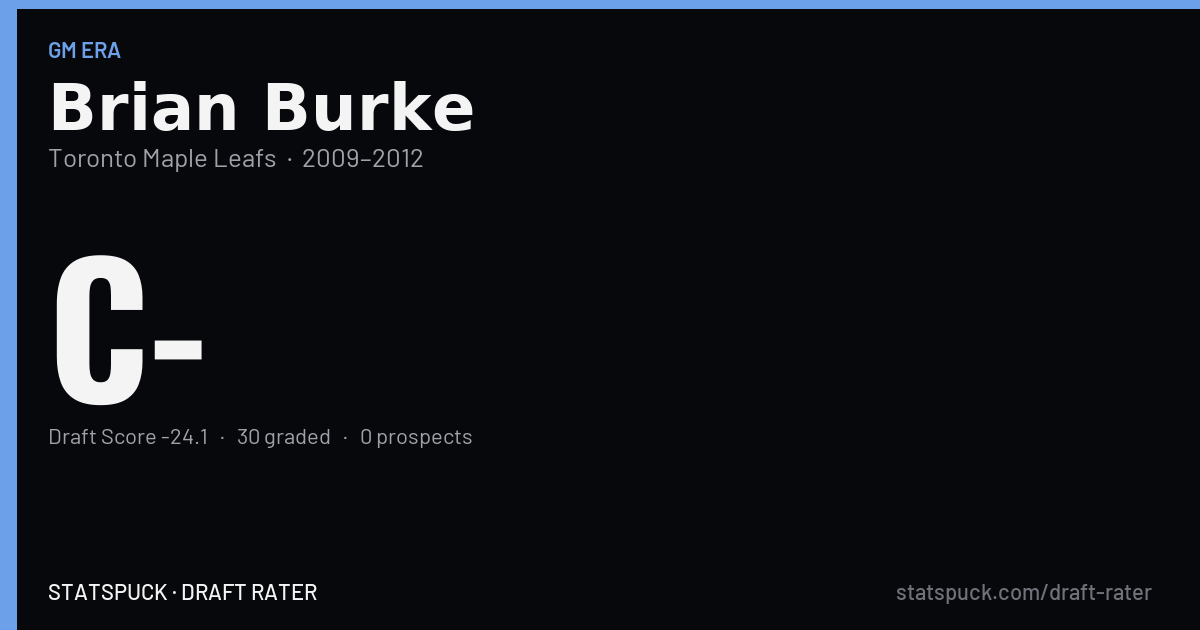 GM ERA
Brian Burke
Toronto Maple Leafs · 2009–2012
C-
Draft Score -24.1 · 30 graded · 0 prospects
STATSPUCK · DRAFT RATER
statspuck.com/draft-rater